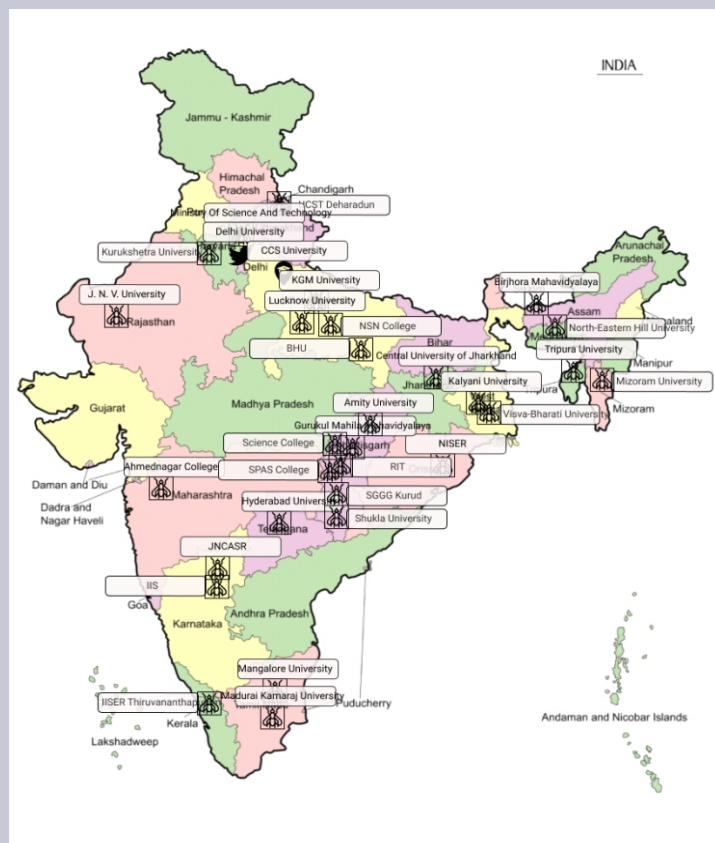 INDIA
Jammu - Kashmir
Himachal
Pradesh
Chandigarh
UCST Deharadun
Ministry Of Science And Technology
Arunachal
Pradesh
Delhi University
Kurukshetra University
CCS University
Delhi
KGM University
Birjhora Mahavidyalaya
J. N. V. University
Lucknow University
Assam
Rajasthan
NSN College
North-Eastern Hill University
BHU
Bihar
Central University of Jharkhand
Tripura University
Manipur
Kalyani University
Mizoram University
Gujarat
Madhya Pradesh
Amity University
Mizoram
Visva-Bharati University
Gurukul Mahila Mahavidyalaya
Science College
NISER
Ahmednagar College
SPAS College
RIT
Daman and Diu
Maharashtra
SGGG Kurud
Hyderabad University
Dadra and
Nagar Haveli
Shukla University
JNCASR
IIS
Goa
Andhra Pradesh
Karnataka
Mangalore University
IISER Thiruvananthap
Madurai Kamaraj University
Puducherry
Kerala
Andaman and Nicobar Islands
Lakshadweep